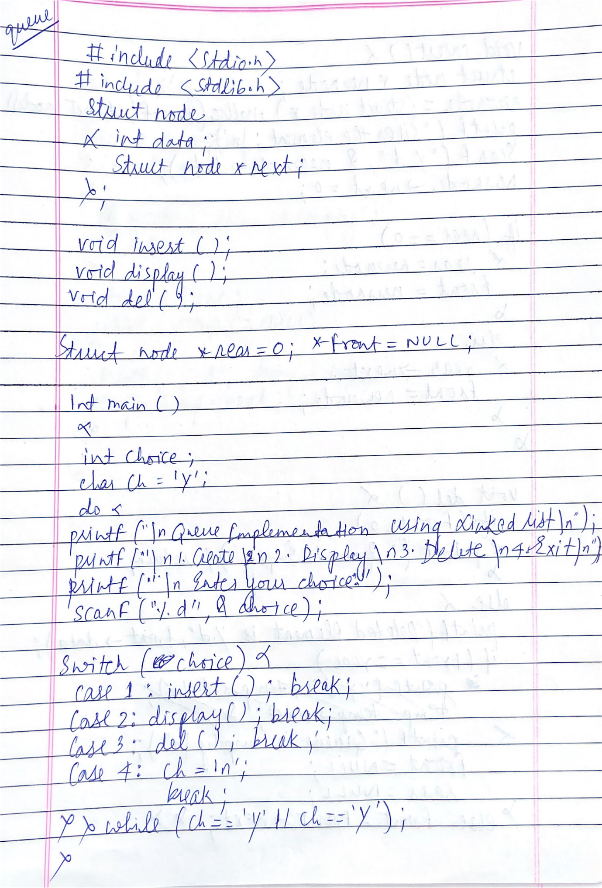 queue
#include <Stdio.h>
#include <Stdlib.h>
Struct node
{ int data;
Struct node *next;
};
void insert();
void display();
void del();
Struct node *rear=0; *front=NULL;
Int main()
{
int choice;
char ch='y';
do {
printf("\n Queue Implementation using Linked list\n");
printf("\n1. Create \n2. Display \n3. Delete \n4. Exit\n")
printf("\n Enter your choice:");
scanf("%d", & choice);
Switch (choice) {
case 1: insert(); break;
Case 2: display(); break;
Case 3: del(); break;
Case 4: ch='n';
break;
} } while (ch=='y' || ch=='Y');
}